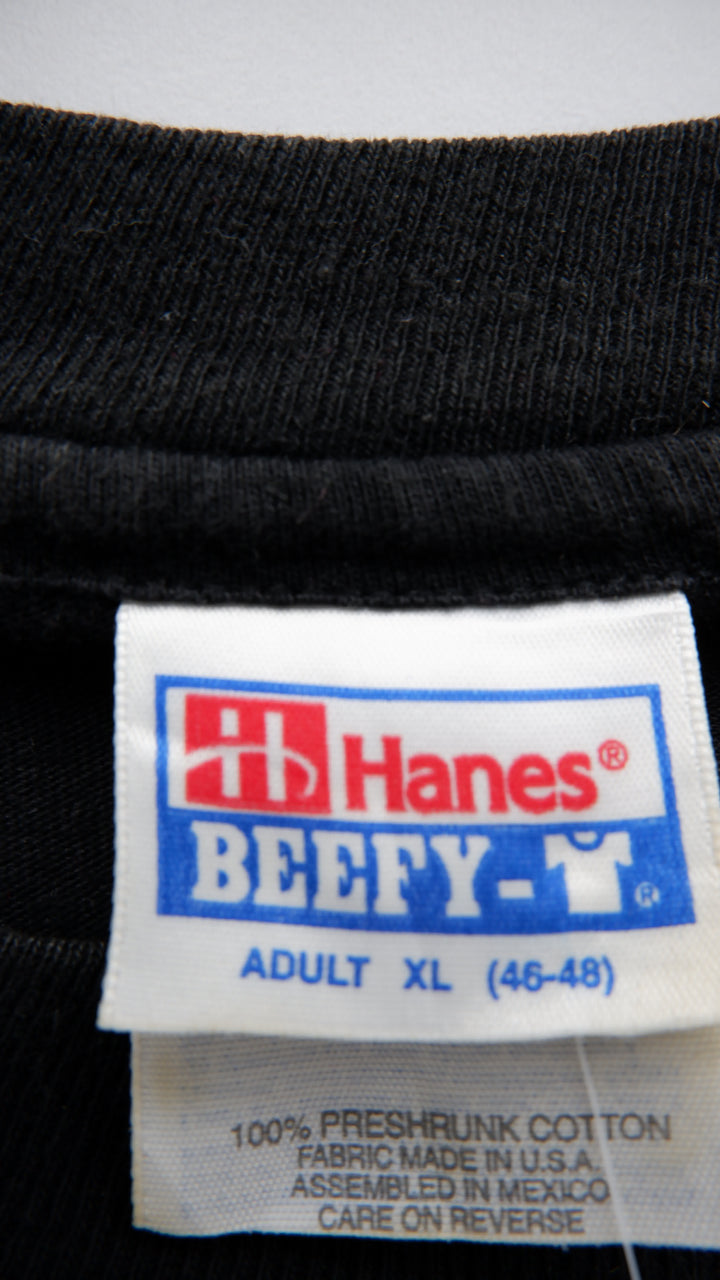 Hanes®
BEEFY-T®
ADULT XL (46-48)
100% PRESHRUNK COTTON
FABRIC MADE IN U.S.A.
ASSEMBLED IN MEXICO
CARE ON REVERSE